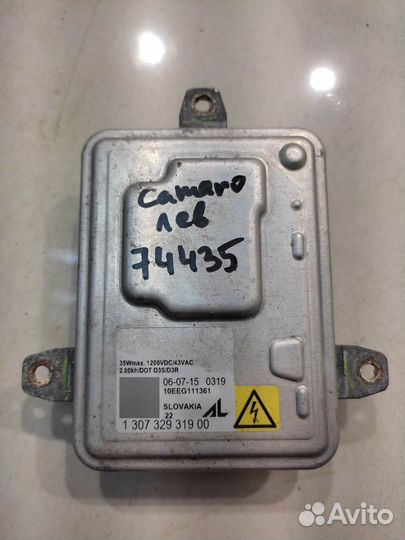 Camaro
лев
74435
35Wmax, 1200VDC/43VAC
2.00kh/DOT D3S/D3R
06-07-15 0319
10EEG111361
SLOVAKIA AL
22
1 307 329 319 00
Avito